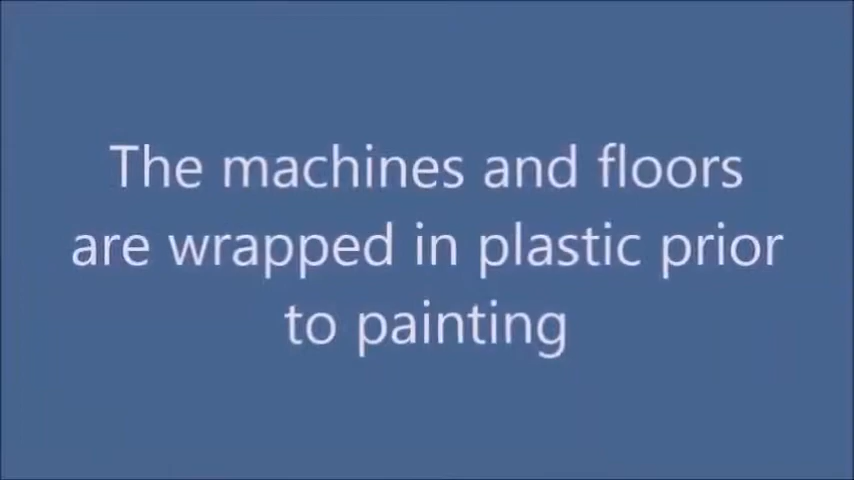 The machines and floors
are wrapped in plastic prior
to painting